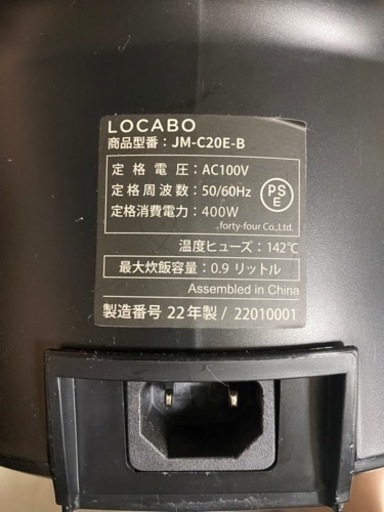 LOCABO
商品型番：JM-C20E-B
定格電圧：AC100V
定格周波数：50/60Hz
定格消費電力：400W
PS
E
forty-four Co.,Ltd.
温度ヒューズ：142℃
最大炊飯容量：0.9 リットル
Assembled in China
製造番号 22年製/ 22010001